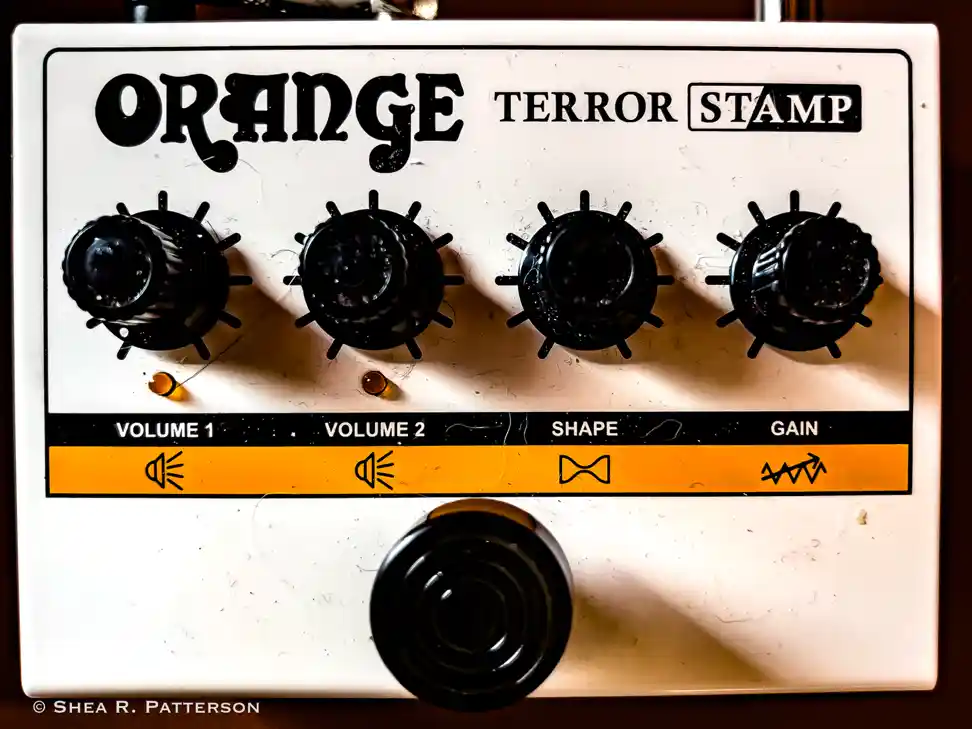 ORANGE TERROR STAMP
VOLUME 1 VOLUME 2 SHAPE GAIN
© SHEA R. PATTERSON